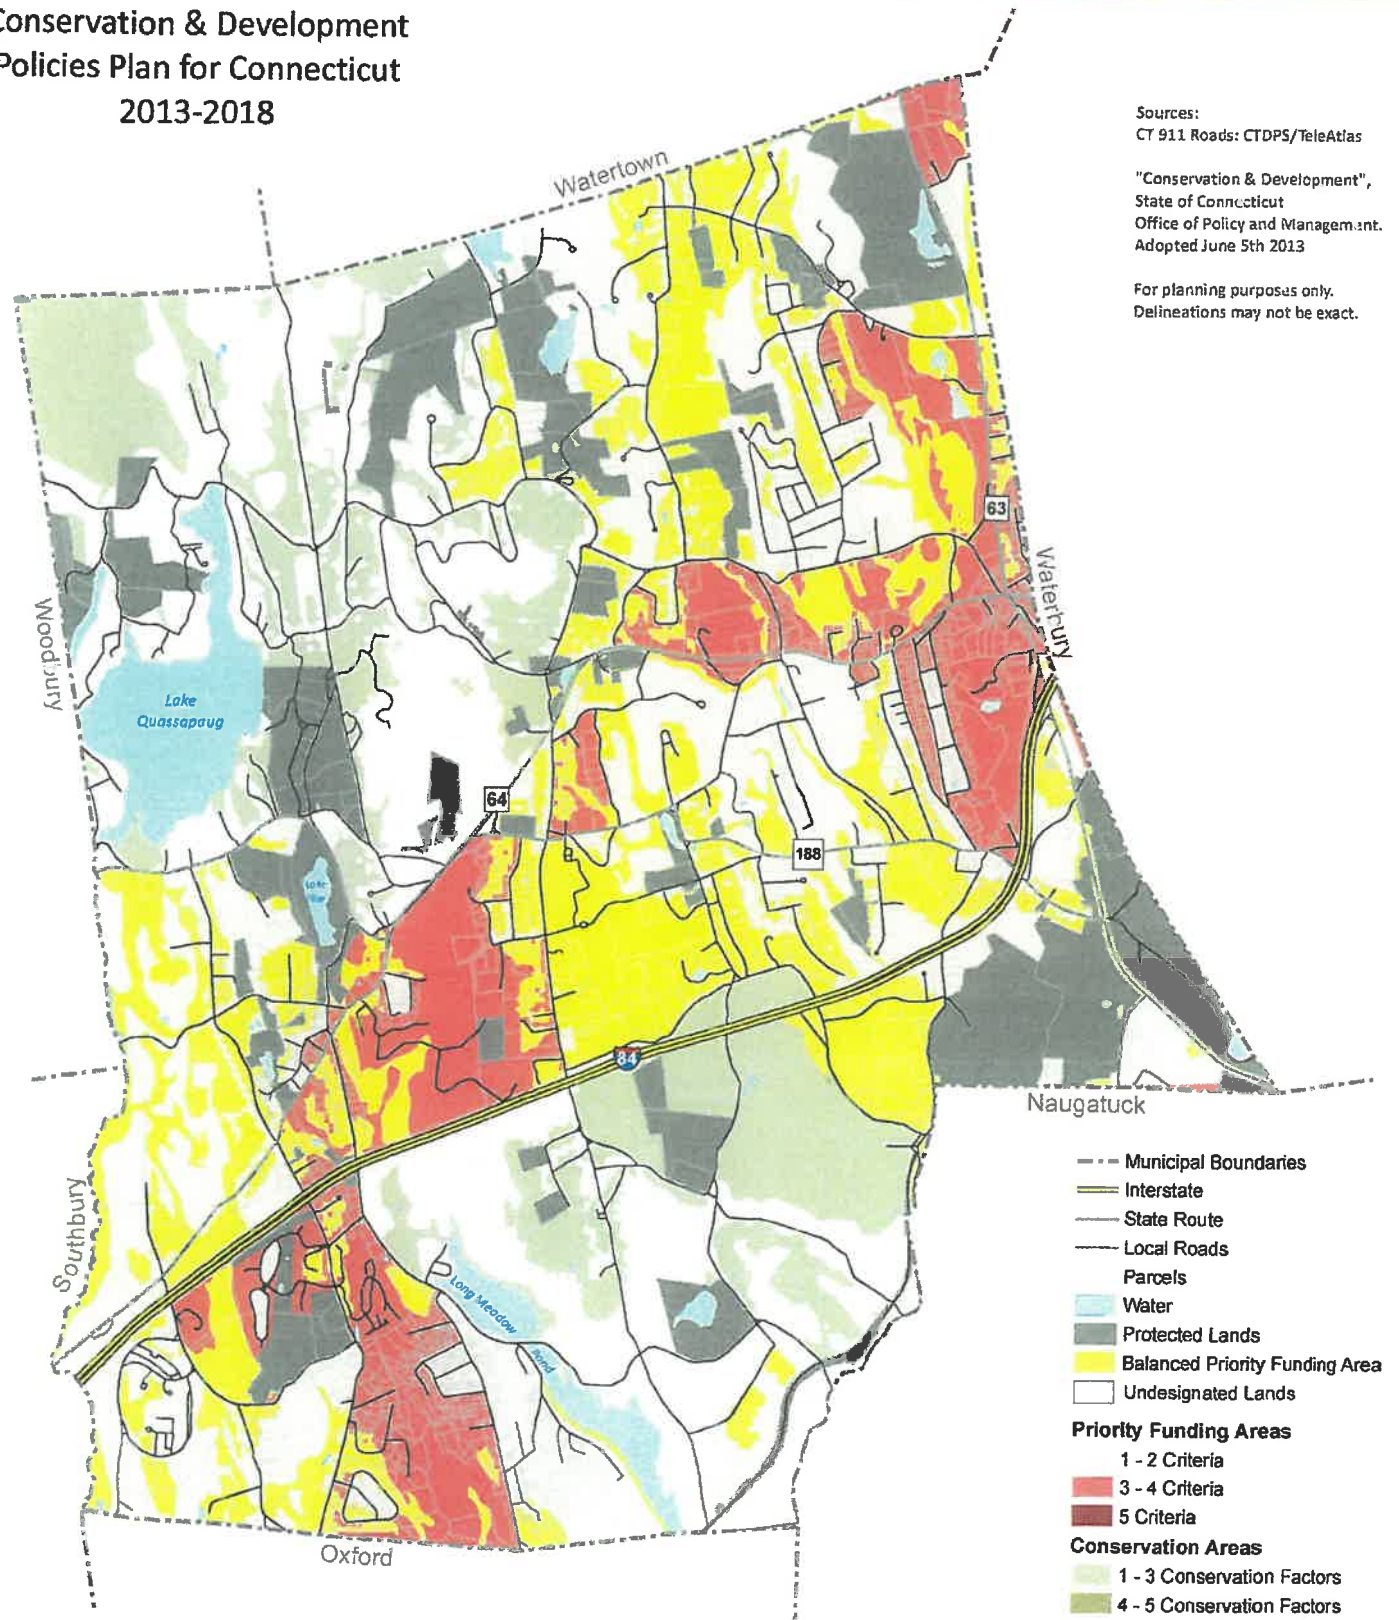 Conservation & Development
Policies Plan for Connecticut
2013-2018
Sources:
CT 911 Roads: CTDPS/TeleAtlas
"Conservation & Development",
State of Connecticut
Office of Policy and Management.
Adopted June 5th 2013
For planning purposes only.
Delineations may not be exact.
Watertown
63
Waterbury
Woodbury
Lake
Quassapaug
64
188
Lake
84
Naugatuck
Southbury
Long Meadow
Pond
Oxford
Municipal Boundaries
Interstate
State Route
Local Roads
Parcels
Water
Protected Lands
Balanced Priority Funding Area
Undesignated Lands
Priority Funding Areas
1 - 2 Criteria
3 - 4 Criteria
5 Criteria
Conservation Areas
1 - 3 Conservation Factors
4 - 5 Conservation Factors